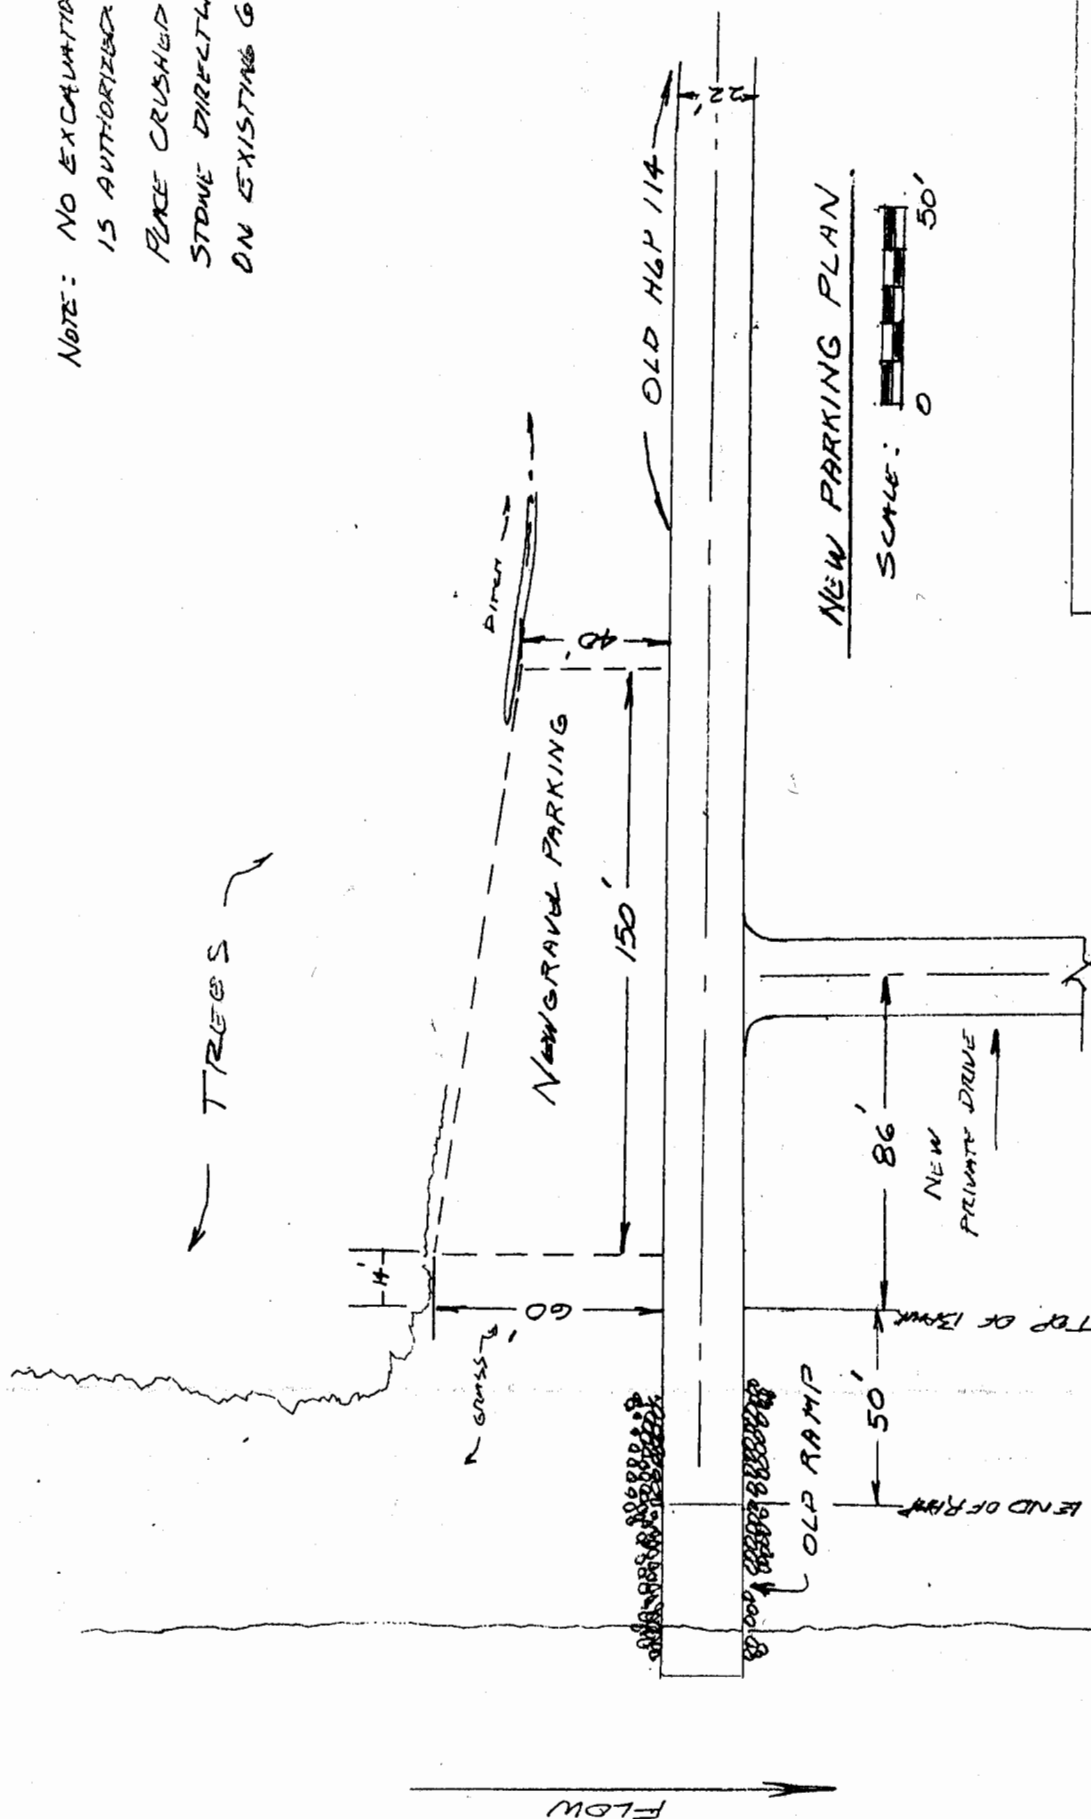 NOTE: NO EXCAVATIO
IS AUTHORIZED.
PLACE CRUSHED
STONE DIRECTLY
ON EXISTING G
TREES
DITCH
22'
OLD HGY 114
40'
NEW GRAVEL PARKING
150'
14'
60'
GRASS
NEW PARKING PLAN
SCALE:
0
50'
86'
NEW
PRIVATE DRIVE
TOP OF BANK
50'
OLD RAMP
END OF RAMP
FLOW